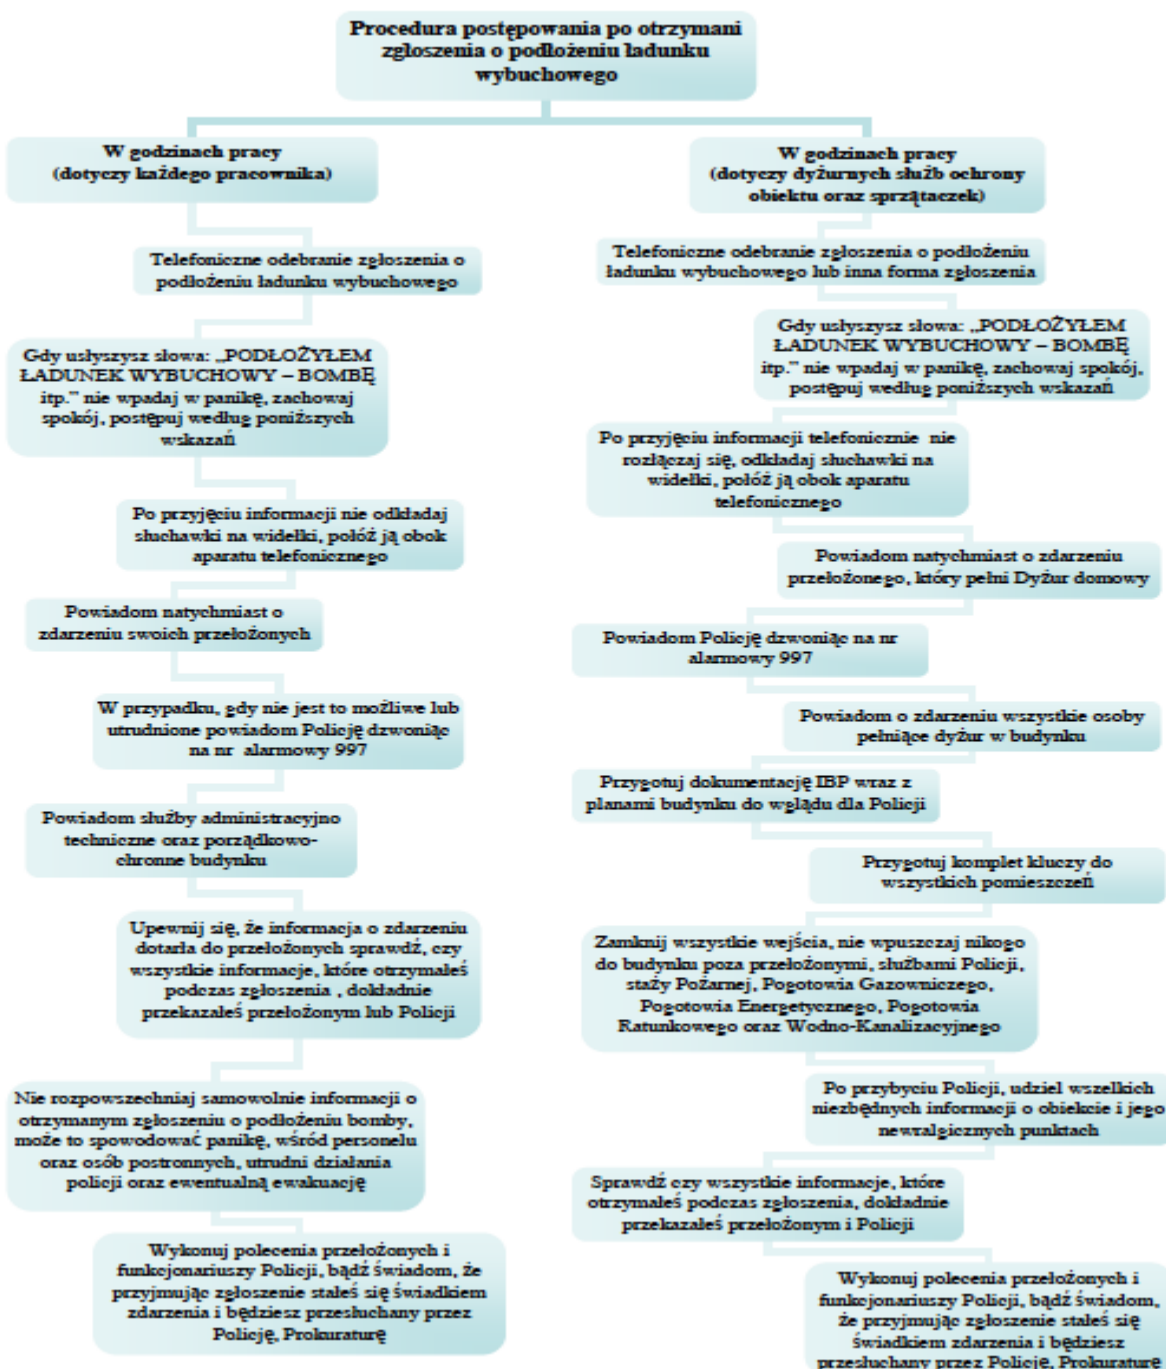 Procedura postępowania po otrzymani
zgłoszenia o podłożeniu ładunku
wybuchowego
W godzinach pracy
(dotyczy każdego pracownika)
Telefoniczne odebranie zgłoszenia o
podłożeniu ładunku wybuchowego
Gdy usłyszysz słowa: „PODŁOŻYŁEM
ŁADUNEK WYBUCHOWY – BOMBĘ
itp.” nie wpadaj w panikę, zachowaj
spokój, postępuj według poniższych
wskazań
Po przyjęciu informacji nie odkładaj
słuchawki na widełki, połóż ją obok
aparatu telefonicznego
Powiadom natychmiast o
zdarzeniu swoich przełożonych
W przypadku, gdy nie jest to możliwe lub
utrudnione powiadom Policję dzwoniąc
na nr alarmowy 997
Powiadom służby administracyjno
techniczne oraz porządkowo-
chronne budynku
Upewnij się, że informacja o zdarzeniu
dotarła do przełożonych sprawdź, czy
wszystkie informacje, które otrzymałeś
podczas zgłoszenia , dokładnie
przekazałeś przełożonym lub Policji
Nie rozpowszechniaj samowolnie informacji o
otrzymanym zgłoszeniu o podłożeniu bomby,
może to spowodować panikę, wśród personelu
oraz osób postronnych, utrudni działania
policji oraz ewentualną ewakuację
Wykonuj polecenia przełożonych i
funkcjonariuszy Policji, bądź świadom, że
przyjmując zgłoszenie stałeś się świadkiem
zdarzenia i będziesz przesłuchany przez
Policję, Prokuraturę
W godzinach pracy
(dotyczy dyżurnych służb ochrony
obiektu oraz sprzątaczek)
Telefoniczne odebranie zgłoszenia o podłożeniu
ładunku wybuchowego lub inna forma zgłoszenia
Gdy usłyszysz słowa: „PODŁOŻYŁEM
ŁADUNEK WYBUCHOWY – BOMBĘ
itp.” nie wpadaj w panikę, zachowaj spokój,
postępuj według poniższych wskazań
Po przyjęciu informacji telefonicznie nie
rozłączaj się, odkładaj słuchawki na
widełki, połóż ją obok aparatu
telefonicznego
Powiadom natychmiast o zdarzeniu
przełożonego, który pełni Dyżur domowy
Powiadom Policję dzwoniąc na nr
alarmowy 997
Powiadom o zdarzeniu wszystkie osoby
pełniące dyżur w budynku
Przygotuj dokumentację IBP wraz z
planami budynku do wglądu dla Policji
Przygotuj komplet kluczy do
wszystkich pomieszczeń
Zamknij wszystkie wejścia, nie wpuszczaj nikogo
do budynku poza przełożonymi, służbami Policji,
staży Pożarnej, Pogotowia Gazowniczego,
Pogotowia Energetycznego, Pogotowia
Ratunkowego oraz Wodno-Kanalizacyjnego
Po przybyciu Policji, udziel wszelkich
niezbędnych informacji o obiekcie i jego
newralgicznych punktach
Sprawdź czy wszystkie informacje, które
otrzymałeś podczas zgłoszenia, dokładnie
przekazałeś przełożonym i Policji
Wykonuj polecenia przełożonych i
funkcjonariuszy Policji, bądź świadom,
że przyjmując zgłoszenie stałeś się
świadkiem zdarzenia i będziesz
przesłuchany przez Policję, Prokuraturę